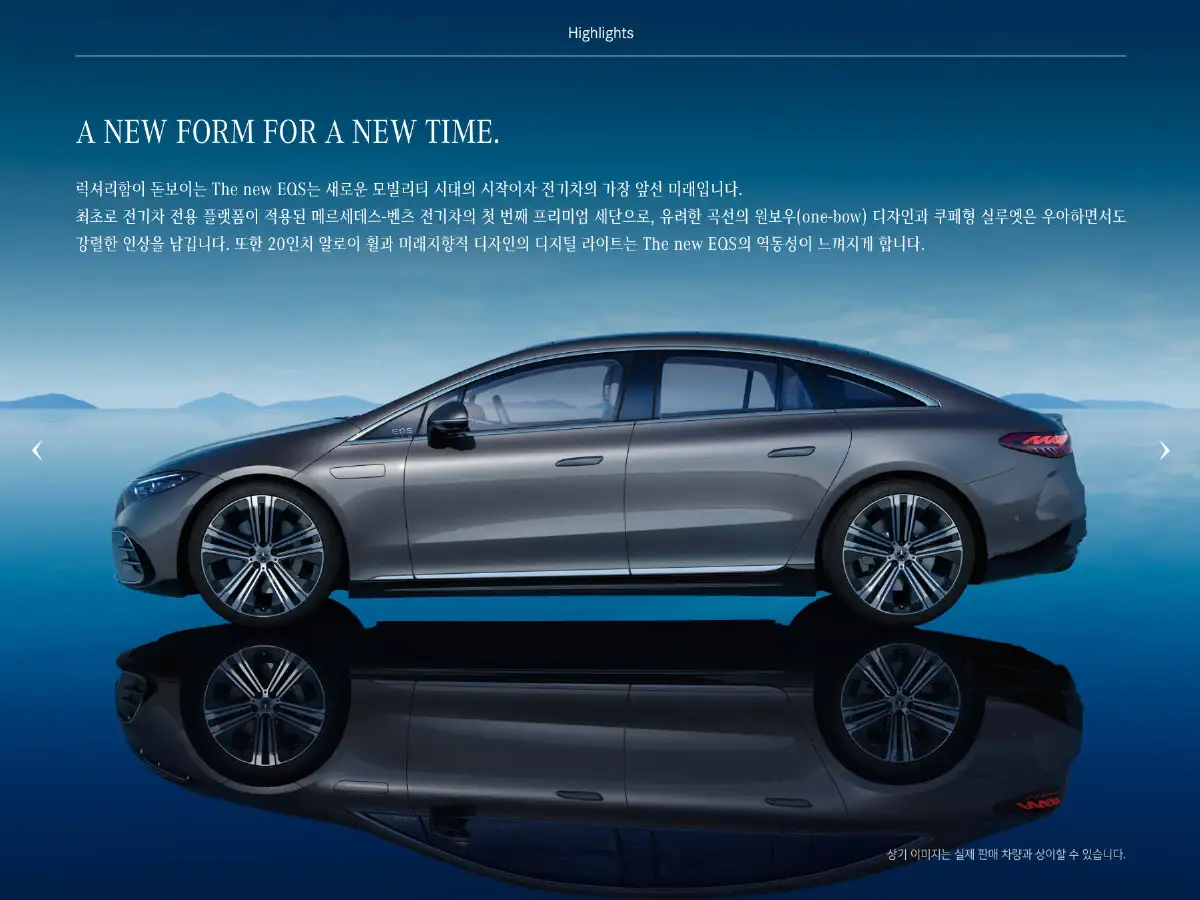 Highlights
A NEW FORM FOR A NEW TIME.
럭셔리함이 돋보이는 The new EQS는 새로운 모빌리티 시대의 시작이자 전기차의 가장 앞선 미래입니다.
최초로 전기차 전용 플랫폼이 적용된 메르세데스-벤츠 전기차의 첫 번째 프리미엄 세단으로, 유려한 곡선의 원보우(one-bow) 디자인과 쿠페형 실루엣은 우아하면서도
강렬한 인상을 남깁니다. 또한 20인치 알로이 휠과 미래지향적 디자인의 디지털 라이트는 The new EQS의 역동성이 느껴지게 합니다.
EQS
상기 이미지는 실제 판매 차량과 상이할 수 있습니다.